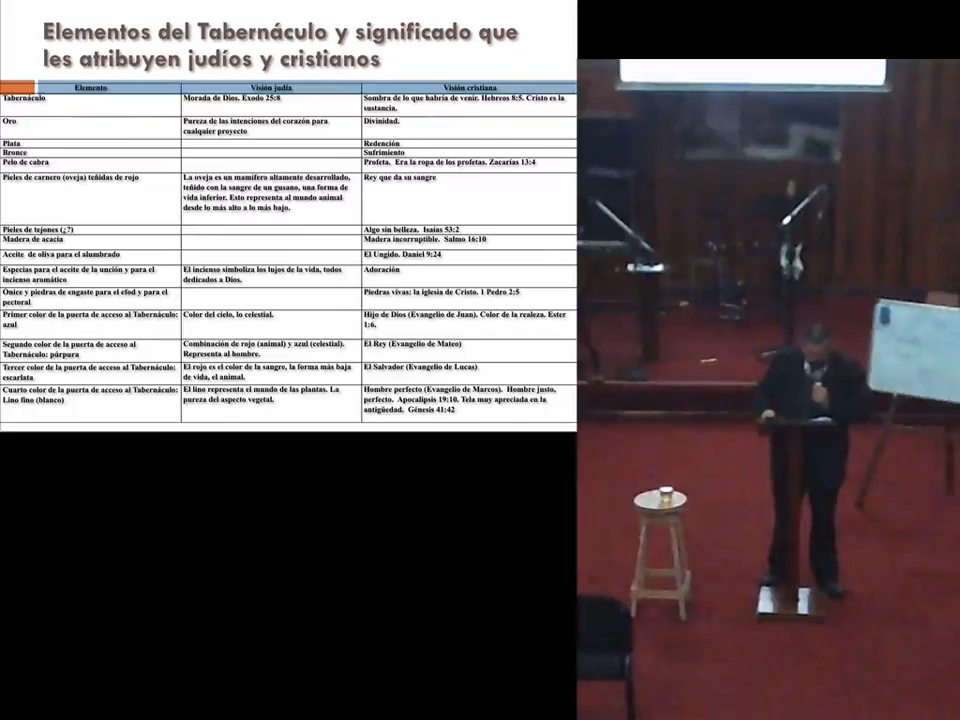 Elementos del Tabernáculo y significado que
les atribuyen judíos y cristianos
Elemento Visión judía Visión cristiana
Tabernáculo Morada de Dios. Exodo 25:8 Sombra de lo que habría de venir. Hebreos 8:5. Cristo es la
sustancia.
Oro Pureza de las intenciones del corazón para Divinidad.
cualquier proyecto
Plata Redención
Bronce Sufrimiento
Pelo de cabra Profeta. Era la ropa de los profetas. Zacarías 13:4
Pieles de carnero (oveja) teñidas de rojo La oveja es un mamífero altamente desarrollado, Rey que da su sangre
teñido con la sangre de un gusano, una forma de
vida inferior. Esto representa al mundo animal
desde lo más alto a lo más bajo.
Pieles de tejones (¿?) Algo sin belleza. Isaías 53:2
Madera de acacia Madera incorruptible. Salmo 16:10
Aceite de oliva para el alumbrado El Ungido. Daniel 9:24
Especias para el aceite de la unción y para el El incienso simboliza los lujos de la vida, todos Adoración
incienso aromático dedicados a Dios.
Onice y piedras de engaste para el efod y para el Piedras vivas: la iglesia de Cristo. 1 Pedro 2:5
pectoral
Primer color de la puerta de acceso al Tabernáculo: Color del cielo, lo celestial. Hijo de Dios (Evangelio de Juan). Color de la realeza. Ester
azul 1:6.
Segundo color de la puerta de acceso al Combinación de rojo (animal) y azul (celestial). El Rey (Evangelio de Mateo)
Tabernáculo: púrpura Representa al hombre.
Tercer color de la puerta de acceso al Tabernáculo: El rojo es el color de la sangre, la forma más baja El Salvador (Evangelio de Lucas)
escarlata de vida, el animal.
Cuarto color de la puerta de acceso al Tabernáculo: El lino representa el mundo de las plantas. La Hombre perfecto (Evangelio de Marcos). Hombre justo,
Lino fino (blanco) pureza del aspecto vegetal. perfecto. Apocalipsis 19:10. Tela muy apreciada en la
antigüedad. Génesis 41:42